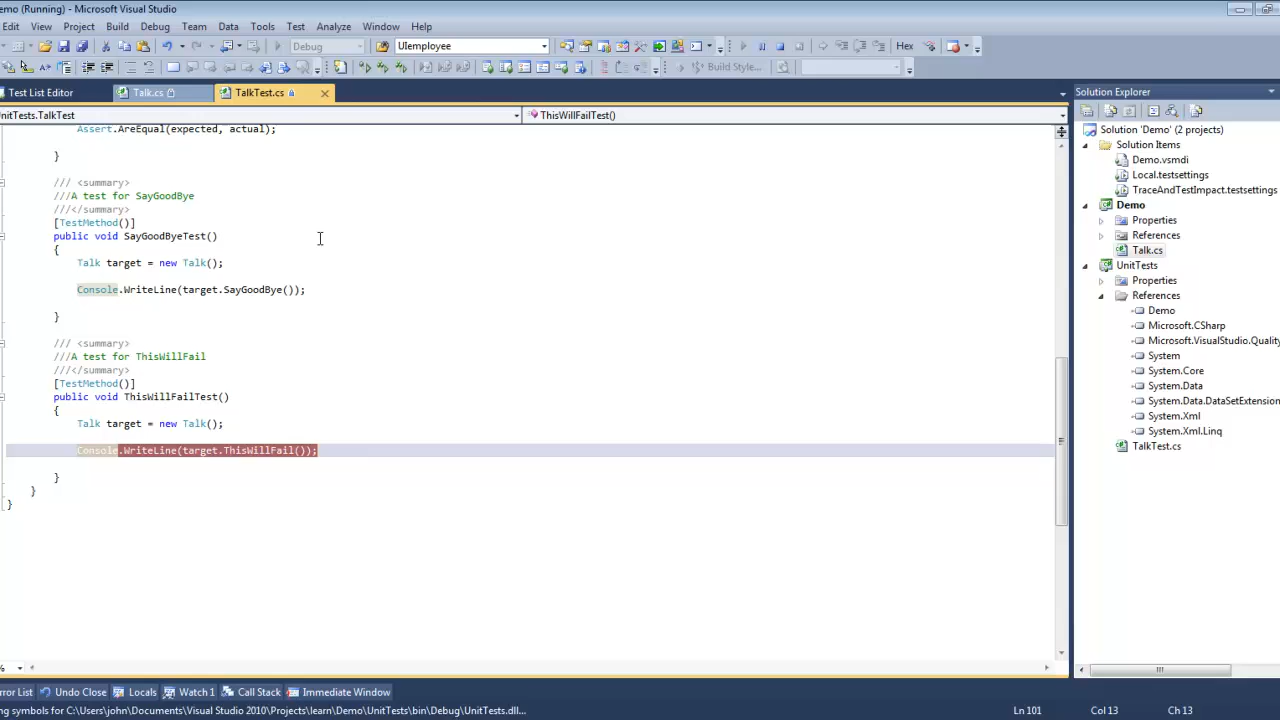 Demo (Running) - Microsoft Visual Studio
Edit View Project Build Debug Team Data Tools Test Analyze Window Help
Debug UIemployee Hex
Build Style...
Test List Editor Talk.cs TalkTest.cs
UnitTests.TalkTest ThisWillFailTest()
Assert.AreEqual(expected, actual);
}
/// <summary>
///A test for SayGoodBye
///</summary>
[TestMethod()]
public void SayGoodByeTest()
{
Talk target = new Talk();
Console.WriteLine(target.SayGoodBye());
}
/// <summary>
///A test for ThisWillFail
///</summary>
[TestMethod()]
public void ThisWillFailTest()
{
Talk target = new Talk();
Console.WriteLine(target.ThisWillFail());
}
}
}
Solution Explorer
Solution 'Demo' (2 projects)
Solution Items
Demo.vsmdi
Local.testsettings
TraceAndTestImpact.testsettings
Demo
Properties
References
Talk.cs
UnitTests
Properties
References
Demo
Microsoft.CSharp
Microsoft.VisualStudio.Quality
System
System.Core
System.Data
System.Data.DataSetExtension
System.Xml
System.Xml.Linq
TalkTest.cs
%
rror List Undo Close Locals Watch 1 Call Stack Immediate Window
ng symbols for C:\Users\john\Documents\Visual Studio 2010\Projects\learn\Demo\UnitTests\bin\Debug\UnitTests.dll... Ln 101 Col 13 Ch 13